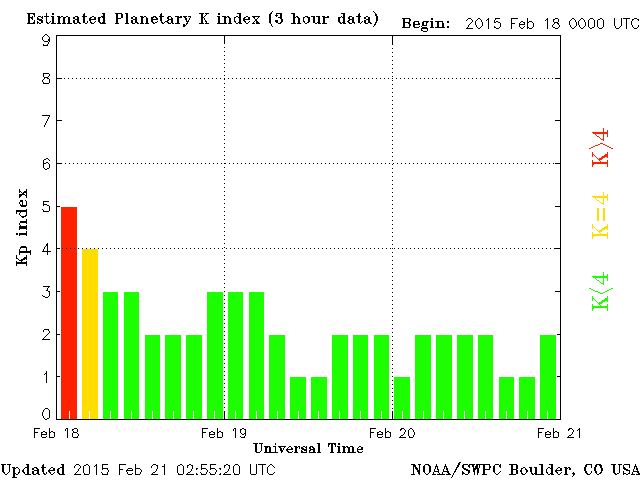 Estimated Planetary K index (3 hour data)
Begin: 2015 Feb 18 0000 UTC
9
8
7
6
5
4
3
2
1
0
Kp index
K>4
K=4
K<4
Feb 18
Feb 19
Feb 20
Feb 21
Universal Time
Updated 2015 Feb 21 02:55:20 UTC
NOAA/SWPC Boulder, CO USA